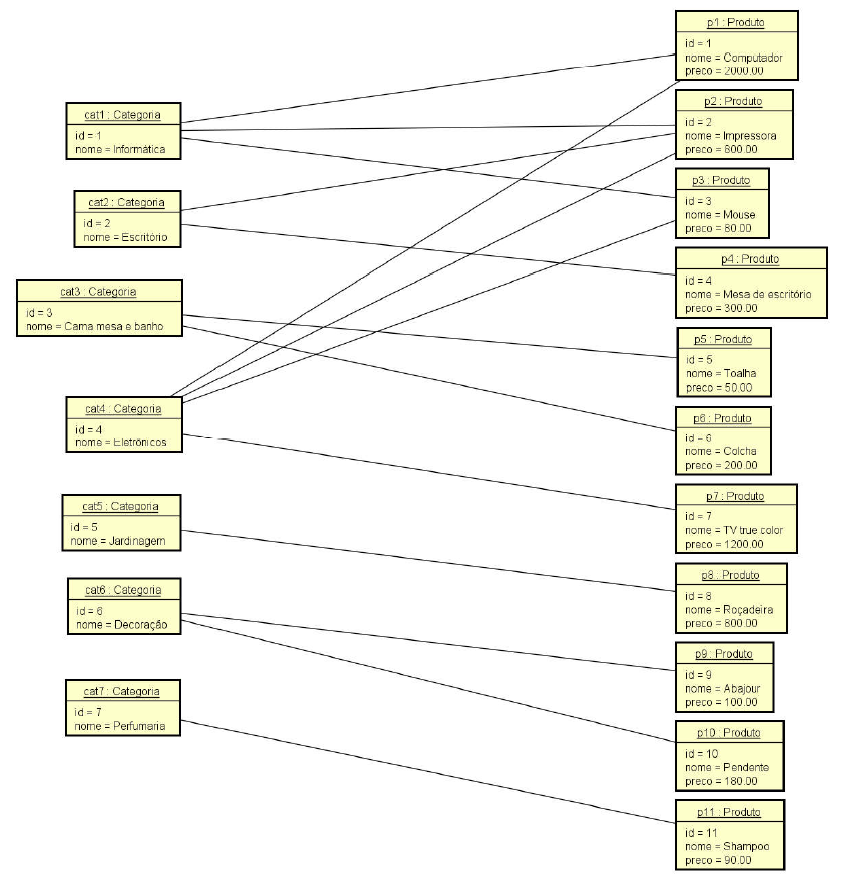 cat1 : Categoria
id = 1
nome = Informática
cat2 : Categoria
id = 2
nome = Escritório
cat3 : Categoria
id = 3
nome = Cama mesa e banho
cat4 : Categoria
id = 4
nome = Eletrônicos
cat5 : Categoria
id = 5
nome = Jardinagem
cat6 : Categoria
id = 6
nome = Decoração
cat7 : Categoria
id = 7
nome = Perfumaria
p1 : Produto
id = 1
nome = Computador
preco = 2000.00
p2 : Produto
id = 2
nome = Impressora
preco = 800.00
p3 : Produto
id = 3
nome = Mouse
preco = 80.00
p4 : Produto
id = 4
nome = Mesa de escritório
preco = 300.00
p5 : Produto
id = 5
nome = Toalha
preco = 50.00
p6 : Produto
id = 6
nome = Colcha
preco = 200.00
p7 : Produto
id = 7
nome = TV true color
preco = 1200.00
p8 : Produto
id = 8
nome = Roçadeira
preco = 800.00
p9 : Produto
id = 9
nome = Abajour
preco = 100.00
p10 : Produto
id = 10
nome = Pendente
preco = 180.00
p11 : Produto
id = 11
nome = Shampoo
preco = 90.00